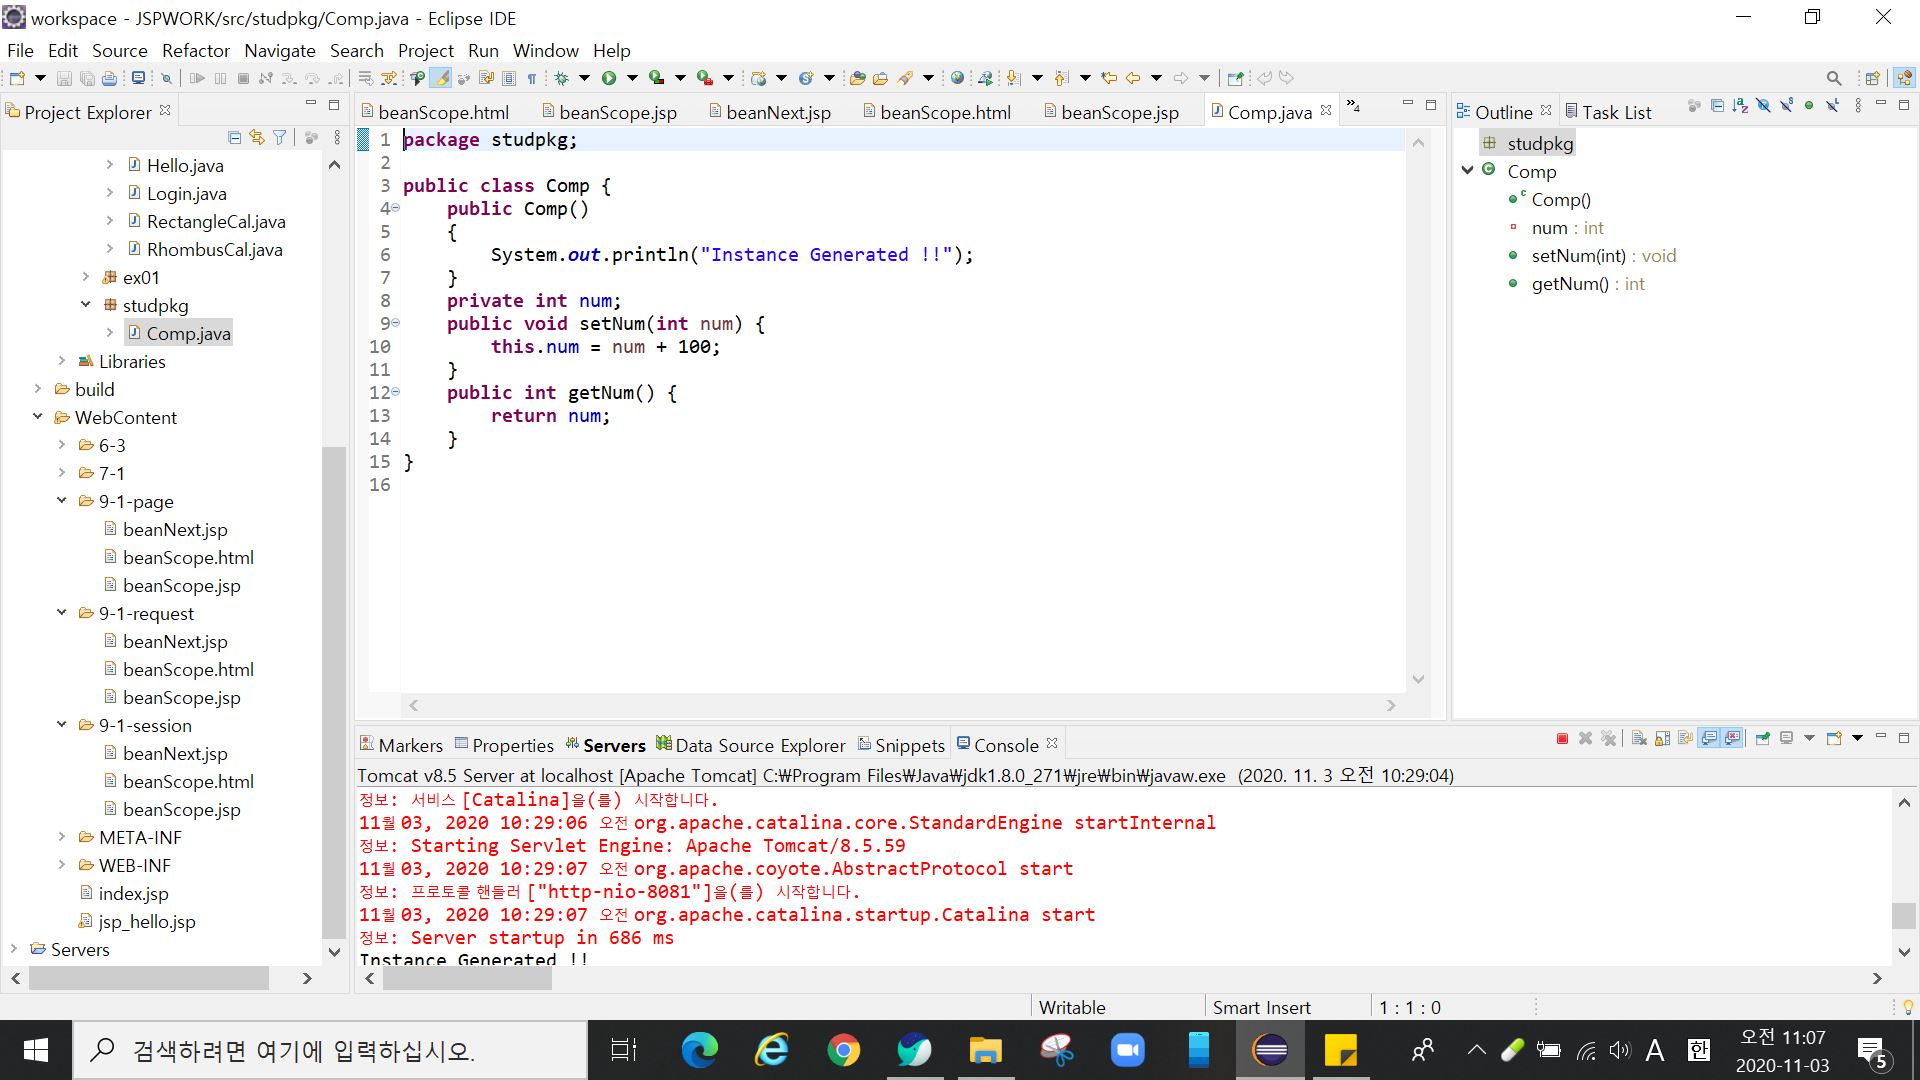 workspace - JSPWORK/src/studpkg/Comp.java - Eclipse IDE
File Edit Source Refactor Navigate Search Project Run Window Help
Project Explorer
Hello.java
Login.java
RectangleCal.java
RhombusCal.java
ex01
studpkg
Comp.java
Libraries
build
WebContent
6-3
7-1
9-1-page
beanNext.jsp
beanScope.html
beanScope.jsp
9-1-request
beanNext.jsp
beanScope.html
beanScope.jsp
9-1-session
beanNext.jsp
beanScope.html
beanScope.jsp
META-INF
WEB-INF
index.jsp
jsp_hello.jsp
Servers
beanScope.html beanScope.jsp beanNext.jsp beanScope.html beanScope.jsp Comp.java »4
1 package studpkg;
2
3 public class Comp {
4 public Comp()
5 {
6 System.out.println("Instance Generated !!");
7 }
8 private int num;
9 public void setNum(int num) {
10 this.num = num + 100;
11 }
12 public int getNum() {
13 return num;
14 }
15 }
16
Outline Task List
studpkg
Comp
Comp()
num : int
setNum(int) : void
getNum() : int
Markers Properties Servers Data Source Explorer Snippets Console
Tomcat v8.5 Server at localhost [Apache Tomcat] C:₩Program Files₩Java₩jdk1.8.0_271₩jre₩bin₩javaw.exe (2020. 11. 3 오전 10:29:04)
정보: 서비스 [Catalina]을(를) 시작합니다.
11월 03, 2020 10:29:06 오전 org.apache.catalina.core.StandardEngine startInternal
정보: Starting Servlet Engine: Apache Tomcat/8.5.59
11월 03, 2020 10:29:07 오전 org.apache.coyote.AbstractProtocol start
정보: 프로토콜 핸들러 ["http-nio-8081"]을(를) 시작합니다.
11월 03, 2020 10:29:07 오전 org.apache.catalina.startup.Catalina start
정보: Server startup in 686 ms
Instance Generated !!
Writable Smart Insert 1 : 1 : 0
검색하려면 여기에 입력하십시오.
A 한
오전 11:07
2020-11-03
5